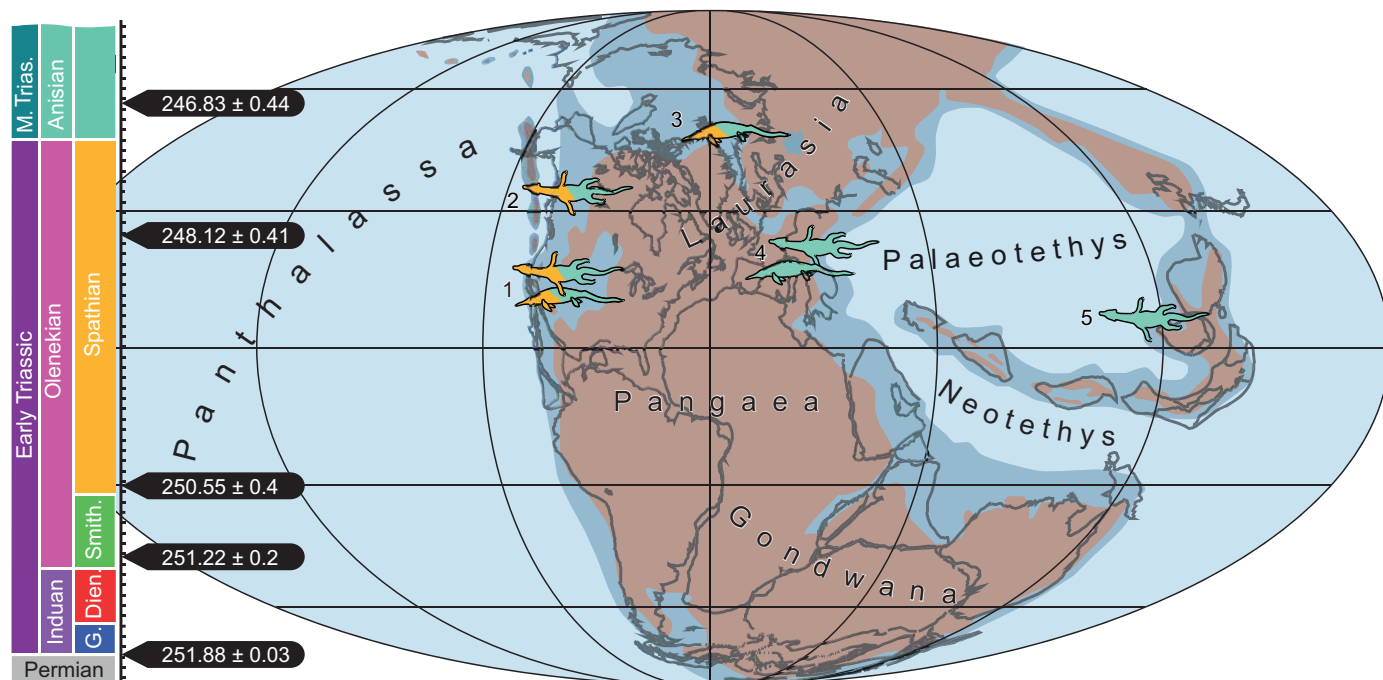 M. Trias.
Anisian
Early Triassic
Olenekian
Spathian
Smith.
Induan
Dien.
G.
Permian
246.83 ± 0.44
248.12 ± 0.41
250.55 ± 0.4
251.22 ± 0.2
251.88 ± 0.03
Panthalassa
Laurasia
Palaeotethys
Pangaea
Neotethys
Gondwana
3
2
4
1
5